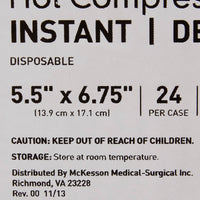 Hot Compres
INSTANT | DE
DISPOSABLE
5.5" x 6.75" | 24
(13.9 cm x 17.1 cm) PER CASE
CAUTION: KEEP OUT OF REACH OF CHILDREN.
STORAGE: Store at room temperature.
Distributed By McKesson Medical-Surgical Inc.
Richmond, VA 23228
Rev. 00 11/13